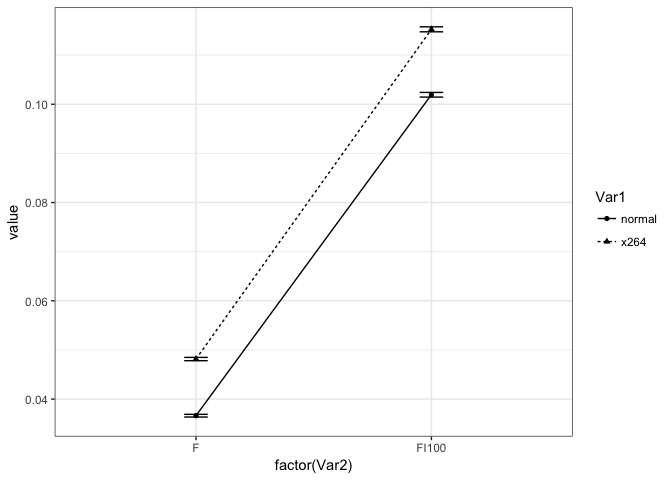 0.10
0.08
0.06
0.04
value
F
FI100
factor(Var2)
Var1
normal
x264